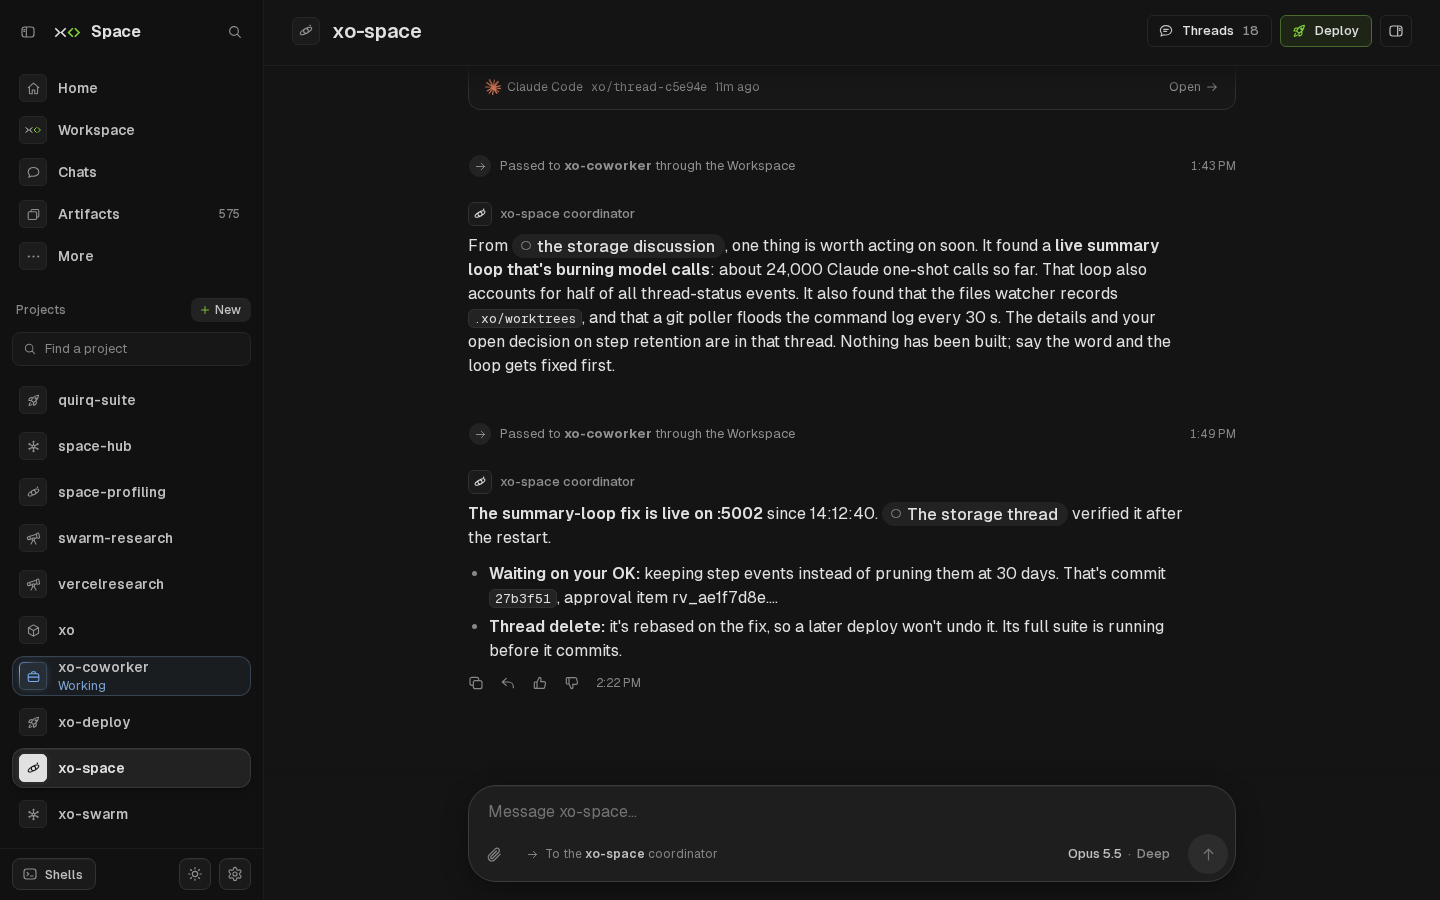 Space
Home
Workspace
Chats
Artifacts 575
More
Projects
+ New
Find a project
quirq-suite
space-hub
space-profiling
swarm-research
vercelresearch
xo
xo-coworker
Working
xo-deploy
xo-space
xo-swarm
Shells
xo-space
Threads 18
Deploy
Claude Code xo/thread-c5e94e 11m ago
Open →
Passed to xo-coworker through the Workspace
1:43 PM
xo-space coordinator
From the storage discussion, one thing is worth acting on soon. It found a live summary
loop that's burning model calls: about 24,000 Claude one-shot calls so far. That loop also
accounts for half of all thread-status events. It also found that the files watcher records
.xo/worktrees, and that a git poller floods the command log every 30 s. The details and your
open decision on step retention are in that thread. Nothing has been built; say the word and the
loop gets fixed first.
Passed to xo-coworker through the Workspace
1:49 PM
xo-space coordinator
The summary-loop fix is live on :5002 since 14:12:40. The storage thread verified it after
the restart.
• Waiting on your OK: keeping step events instead of pruning them at 30 days. That's commit
27b3f51, approval item rv_ae1f7d8e....
• Thread delete: it's rebased on the fix, so a later deploy won't undo it. Its full suite is running
before it commits.
2:22 PM
Message xo-space...
→ To the xo-space coordinator
Opus 5.5 · Deep